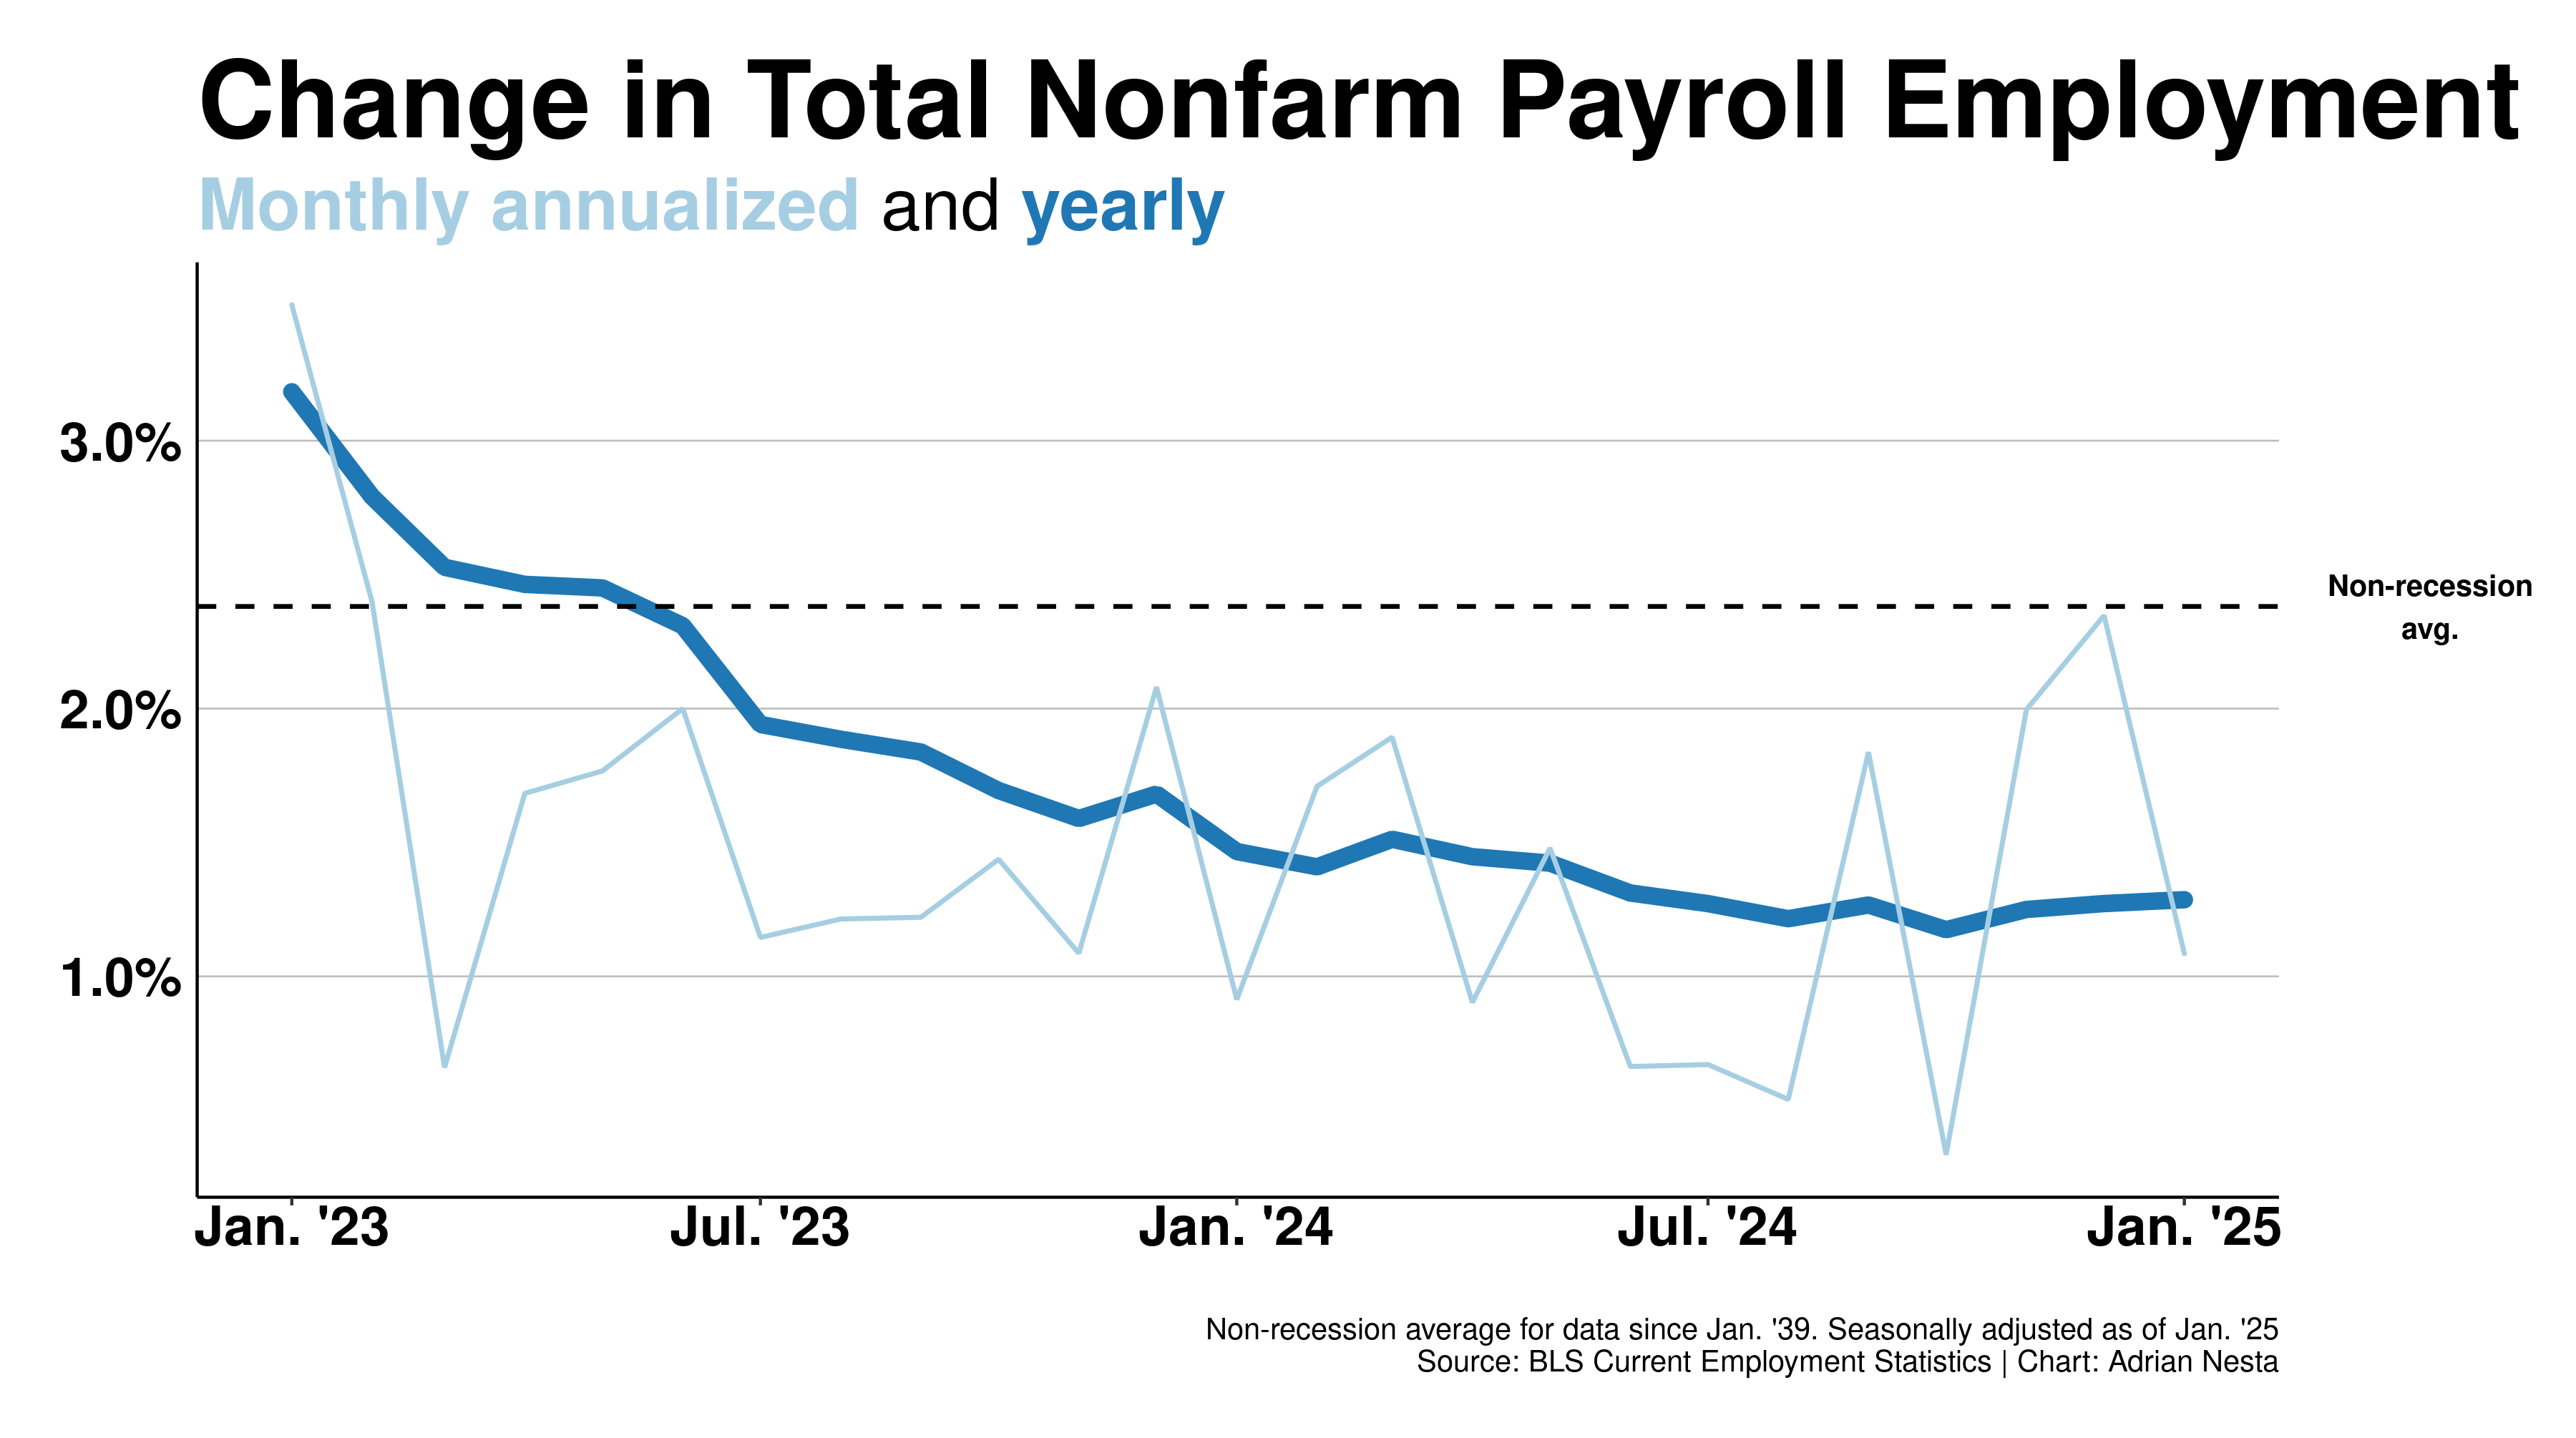 Change in Total Nonfarm Payroll Employment
Monthly annualized and yearly
3.0%
2.0%
1.0%
Non-recession
avg.
Jan. '23
Jul. '23
Jan. '24
Jul. '24
Jan. '25
Non-recession average for data since Jan. '39. Seasonally adjusted as of Jan. '25
Source: BLS Current Employment Statistics | Chart: Adrian Nesta